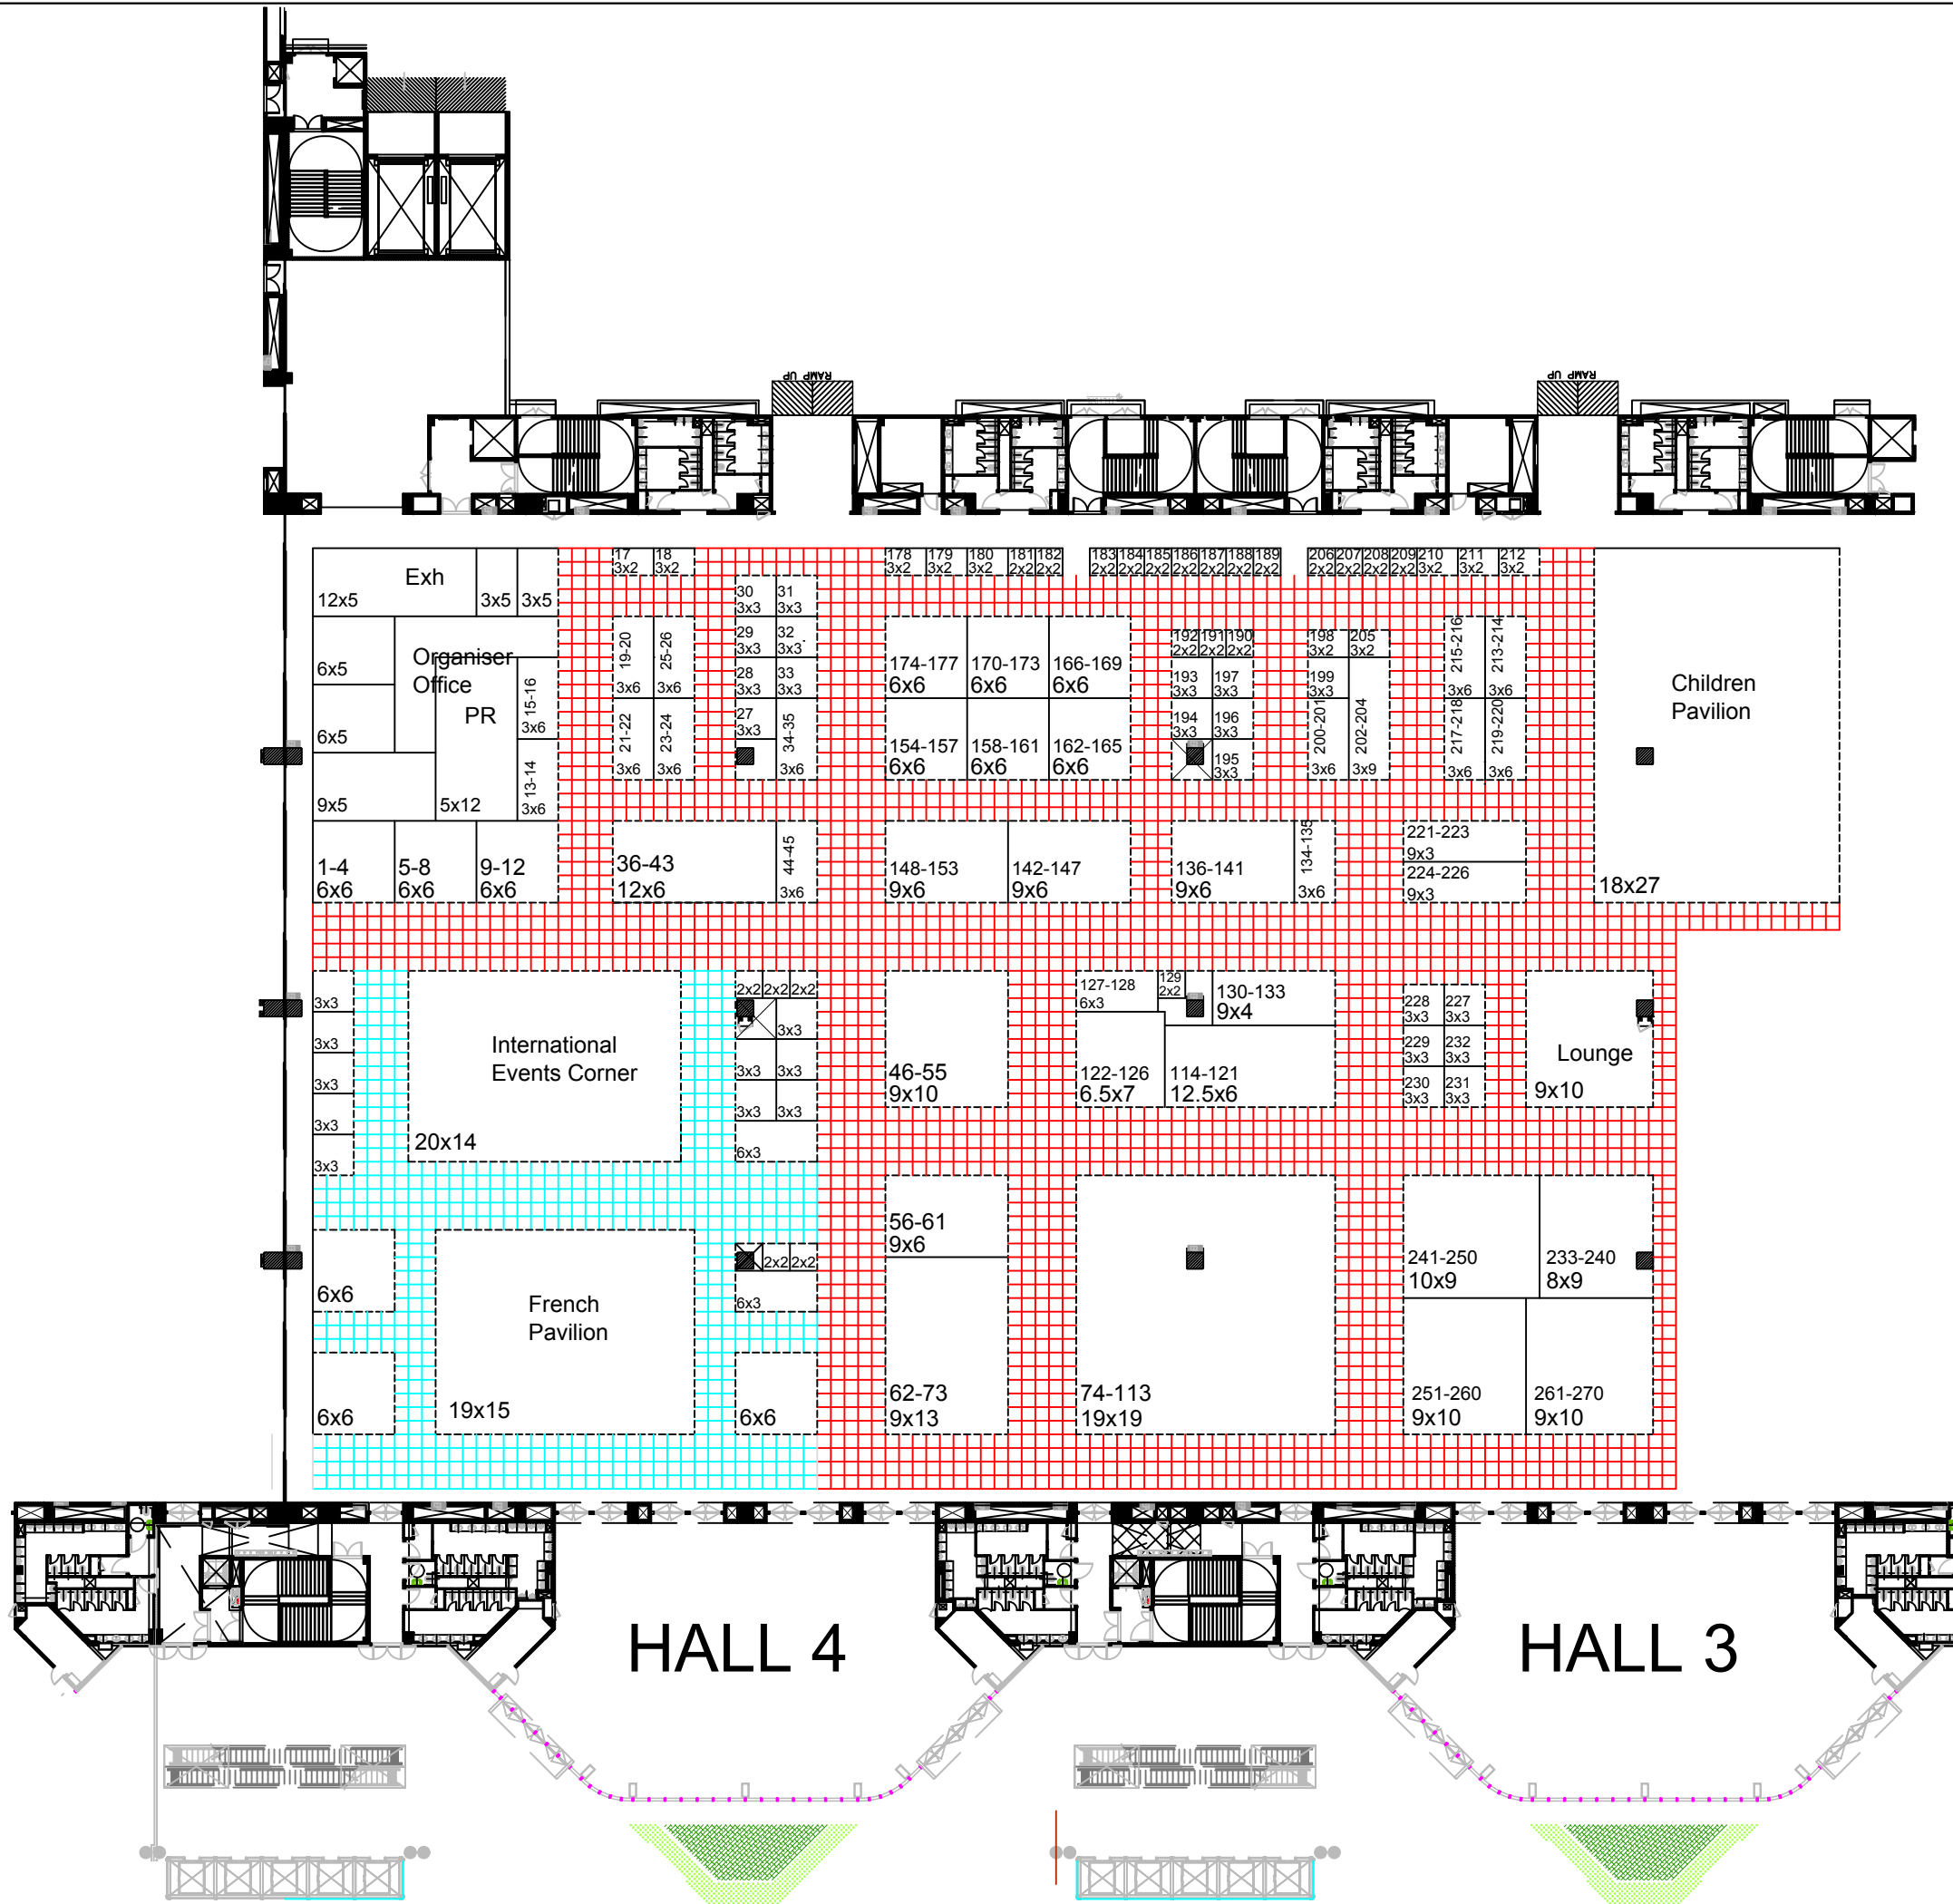 RAMP UP
RAMP UP
17
3x2
18
3x2
178
3x2
179
3x2
180
3x2
181
2x2
182
2x2
183
2x2
184
2x2
185
2x2
186
2x2
187
2x2
188
2x2
189
2x2
206
2x2
207
2x2
208
2x2
209
2x2
210
3x2
211
3x2
212
3x2
Exh
12x5
3x5
3x5
30
3x3
31
3x3
29
3x3
32
3x3
28
3x3
33
3x3
27
3x3
34-35
3x6
6x5
Organiser
Office
PR
6x5
9x5
5x12
15-16
3x6
13-14
3x6
19-20
3x6
25-26
3x6
21-22
3x6
23-24
3x6
174-177
6x6
170-173
6x6
166-169
6x6
154-157
6x6
158-161
6x6
162-165
6x6
192
2x2
191
2x2
190
2x2
193
3x3
197
3x3
194
3x3
196
3x3
195
3x3
198
3x2
205
3x2
199
3x3
200-201
3x6
202-204
3x9
215-216
3x6
213-214
3x6
217-218
3x6
219-220
3x6
Children
Pavilion
18x27
1-4
6x6
5-8
6x6
9-12
6x6
36-43
12x6
44-45
3x6
148-153
9x6
142-147
9x6
136-141
9x6
134-135
3x6
221-223
9x3
224-226
9x3
3x3
3x3
3x3
3x3
3x3
International
Events Corner
20x14
2x2
2x2
2x2
3x3
3x3
3x3
3x3
3x3
6x3
46-55
9x10
127-128
6x3
129
2x2
130-133
9x4
122-126
6.5x7
114-121
12.5x6
228
3x3
227
3x3
229
3x3
232
3x3
230
3x3
231
3x3
Lounge
9x10
6x6
6x6
French
Pavilion
19x15
2x2
2x2
6x3
6x6
56-61
9x6
62-73
9x13
74-113
19x19
241-250
10x9
233-240
8x9
251-260
9x10
261-270
9x10
HALL 4
HALL 3